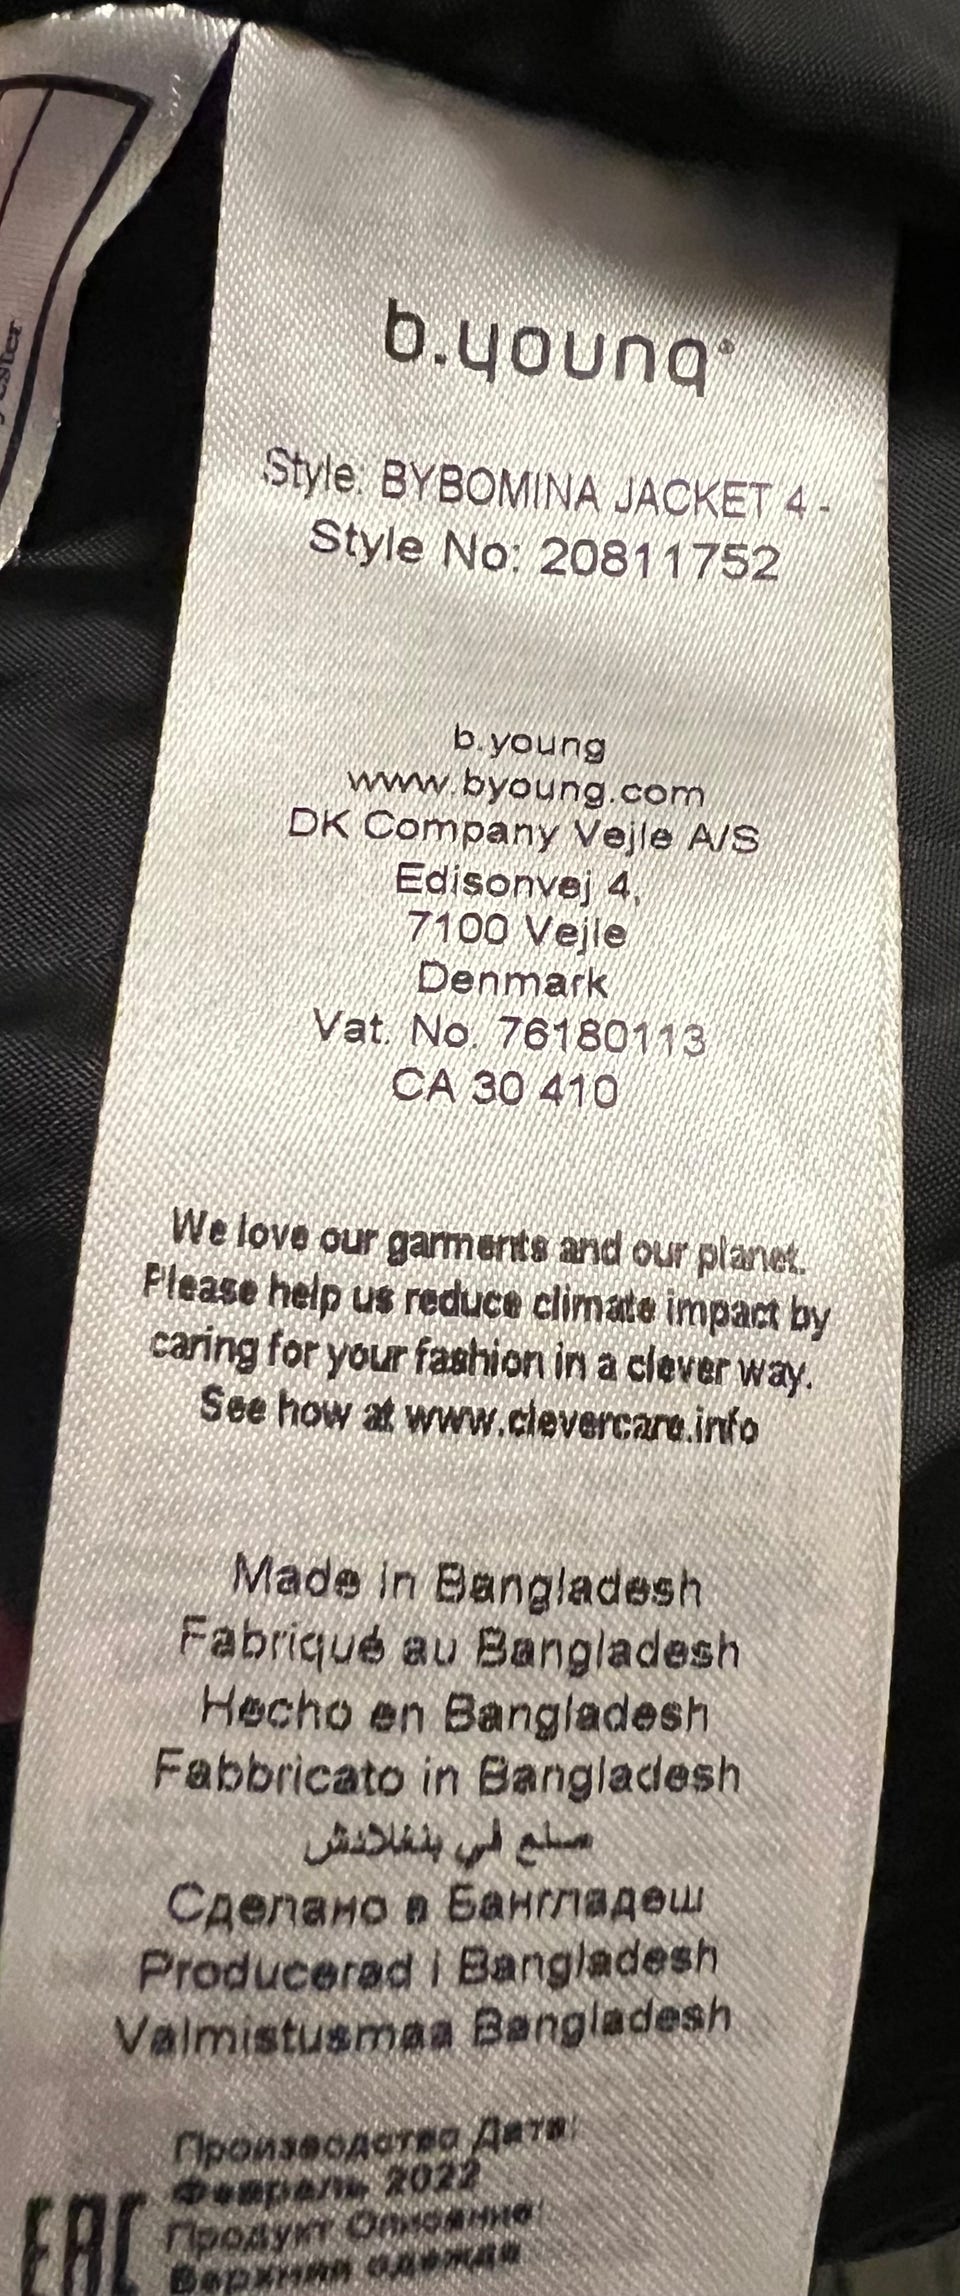 b.young
Style: BYBOMINA JACKET 4 -
Style No: 20811752
b.young
www.byoung.com
DK Company Vejle A/S
Edisonvej 4,
7100 Vejle
Denmark
Vat. No. 76180113
CA 30 410
We love our garments and our planet.
Please help us reduce climate impact by
caring for your fashion in a clever way.
See how at www.clevercare.info
Made in Bangladesh
Fabriqué au Bangladesh
Hecho en Bangladesh
Fabbricato in Bangladesh
في
Сделано в Бангладеш
Producerad i Bangladesh
Valmistusmaa Bangladesh
Производство Дата:
Февраль 2022
Продукт Описание:
Верхняя одежда
EAC